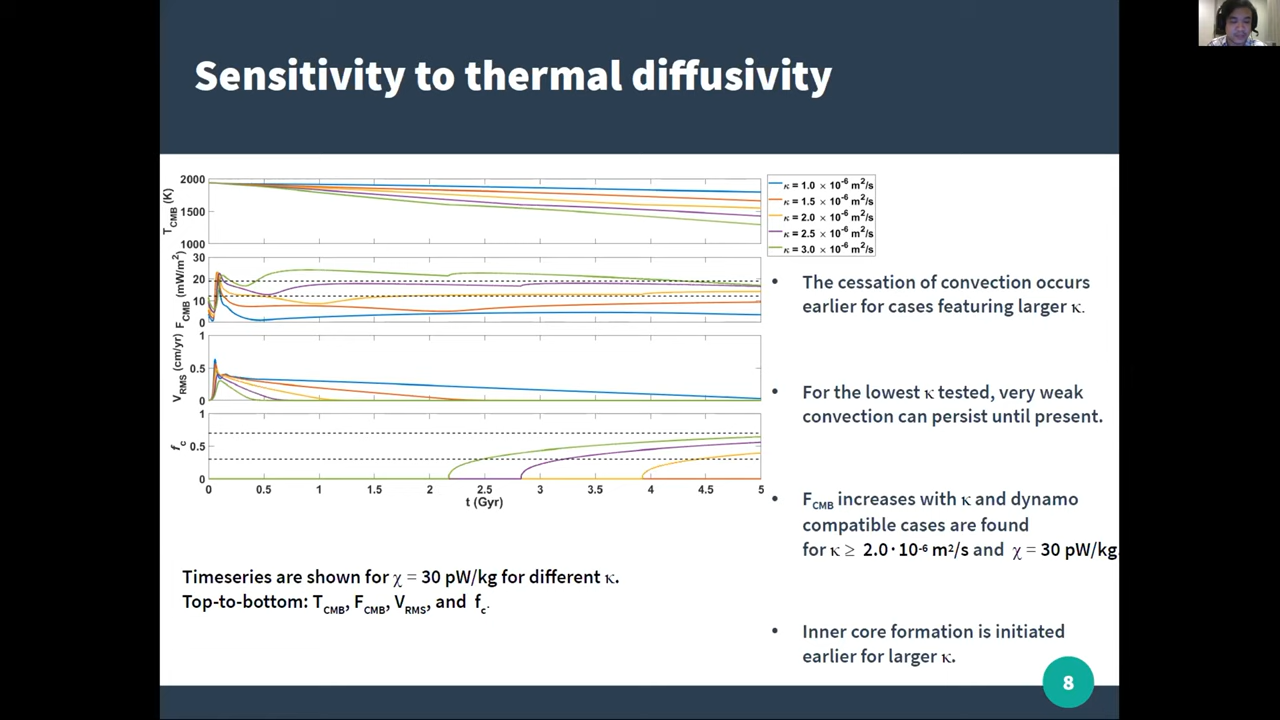 Sensitivity to thermal diffusivity
2000
1500
1000
T_CMB (K)
30
20
10
0
F_CMB (mW/m²)
1
0.5
0
V_RMS (cm/yr)
1
0.5
0
f_c
0 0.5 1 1.5 2 2.5 3 3.5 4 4.5 5
t (Gyr)
κ = 1.0 × 10⁻⁶ m²/s
κ = 1.5 × 10⁻⁶ m²/s
κ = 2.0 × 10⁻⁶ m²/s
κ = 2.5 × 10⁻⁶ m²/s
κ = 3.0 × 10⁻⁶ m²/s
Timeseries are shown for χ = 30 pW/kg for different κ.
Top-to-bottom: T_CMB, F_CMB, V_RMS, and f_c.
• The cessation of convection occurs
earlier for cases featuring larger κ.
• For the lowest κ tested, very weak
convection can persist until present.
• F_CMB increases with κ and dynamo
compatible cases are found
for κ ≥ 2.0·10⁻⁶ m²/s and χ = 30 pW/kg.
• Inner core formation is initiated
earlier for larger κ.
8